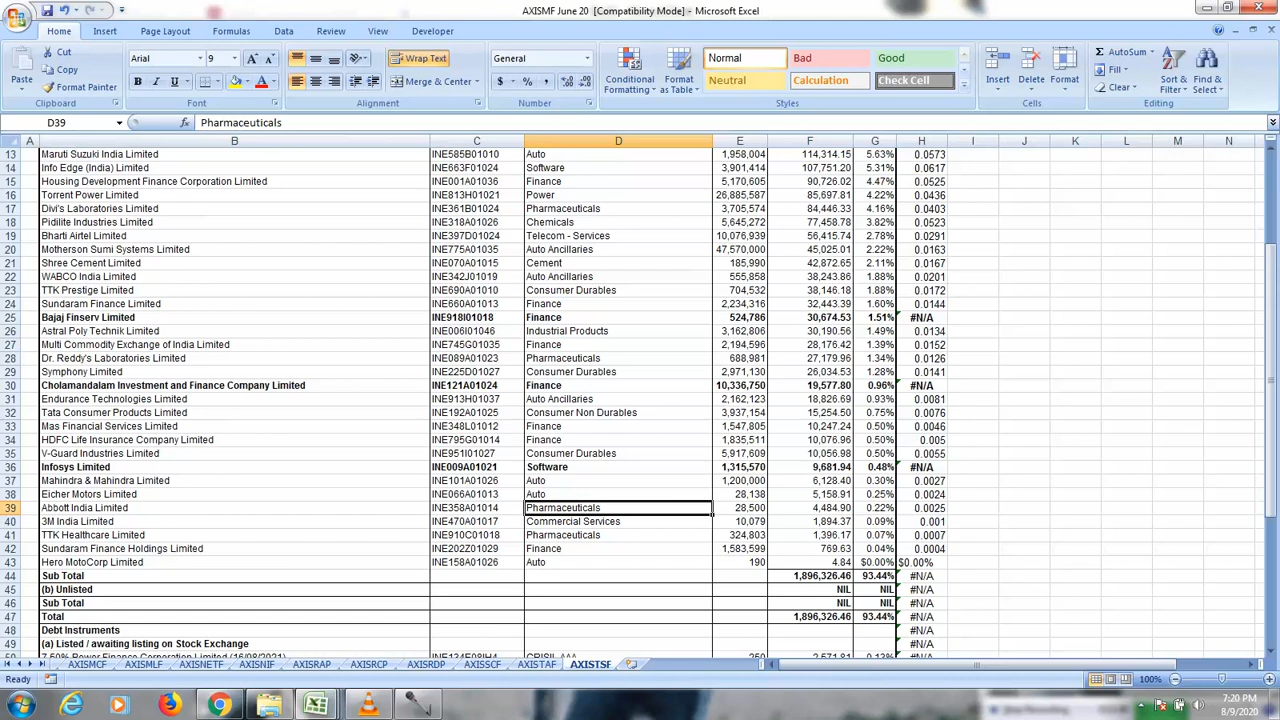 AXISMF June 20 [Compatibility Mode] - Microsoft Excel
Home Insert Page Layout Formulas Data Review View Developer
Cut
Copy
Format Painter
Paste
Clipboard
Arial 9
B I U
Font
Wrap Text
Merge & Center
Alignment
General
$ % ,
Number
Conditional Formatting
Format as Table
Normal Bad Good
Neutral Calculation Check Cell
Styles
Insert Delete Format
Cells
AutoSum
Fill
Clear
Sort & Filter
Find & Select
Editing
D39 fx Pharmaceuticals
A B C D E F G H I J K L M N
13 Maruti Suzuki India Limited INE585B01010 Auto 1,958,004 114,314.15 5.63% 0.0573
14 Info Edge (India) Limited INE663F01024 Software 3,901,414 107,751.20 5.31% 0.0617
15 Housing Development Finance Corporation Limited INE001A01036 Finance 5,170,605 90,726.02 4.47% 0.0525
16 Torrent Power Limited INE813H01021 Power 26,885,587 85,697.81 4.22% 0.0436
17 Divi's Laboratories Limited INE361B01024 Pharmaceuticals 3,705,574 84,446.33 4.16% 0.0403
18 Pidilite Industries Limited INE318A01026 Chemicals 5,645,272 77,458.78 3.82% 0.0523
19 Bharti Airtel Limited INE397D01024 Telecom - Services 10,076,939 56,415.74 2.78% 0.0291
20 Motherson Sumi Systems Limited INE775A01035 Auto Ancillaries 47,570,000 45,025.01 2.22% 0.0163
21 Shree Cement Limited INE070A01015 Cement 185,990 42,872.65 2.11% 0.0167
22 WABCO India Limited INE342J01019 Auto Ancillaries 555,858 38,243.86 1.88% 0.0201
23 TTK Prestige Limited INE690A01010 Consumer Durables 704,532 38,146.18 1.88% 0.0172
24 Sundaram Finance Limited INE660A01013 Finance 2,234,316 32,443.39 1.60% 0.0144
25 Bajaj Finserv Limited INE918I01018 Finance 524,786 30,674.53 1.51% #N/A
26 Astral Poly Technik Limited INE006I01046 Industrial Products 3,162,806 30,190.56 1.49% 0.0134
27 Multi Commodity Exchange of India Limited INE745G01035 Finance 2,194,596 28,176.42 1.39% 0.0152
28 Dr. Reddy's Laboratories Limited INE089A01023 Pharmaceuticals 688,981 27,179.96 1.34% 0.0126
29 Symphony Limited INE225D01027 Consumer Durables 2,971,130 26,034.53 1.28% 0.0141
30 Cholamandalam Investment and Finance Company Limited INE121A01024 Finance 10,336,750 19,577.80 0.96% #N/A
31 Endurance Technologies Limited INE913H01037 Auto Ancillaries 2,162,123 18,826.69 0.93% 0.0081
32 Tata Consumer Products Limited INE192A01025 Consumer Non Durables 3,937,154 15,254.50 0.75% 0.0076
33 Mas Financial Services Limited INE348L01012 Finance 1,547,805 10,247.24 0.50% 0.0046
34 HDFC Life Insurance Company Limited INE795G01014 Finance 1,835,511 10,076.96 0.50% 0.005
35 V-Guard Industries Limited INE951I01027 Consumer Durables 5,917,609 10,056.98 0.50% 0.0055
36 Infosys Limited INE009A01021 Software 1,315,570 9,681.94 0.48% #N/A
37 Mahindra & Mahindra Limited INE101A01026 Auto 1,200,000 6,128.40 0.30% 0.0027
38 Eicher Motors Limited INE066A01013 Auto 28,138 5,158.91 0.25% 0.0024
39 Abbott India Limited INE358A01014 Pharmaceuticals 28,500 4,484.90 0.22% 0.0025
40 3M India Limited INE470A01017 Commercial Services 10,079 1,894.37 0.09% 0.001
41 TTK Healthcare Limited INE910C01018 Pharmaceuticals 324,803 1,396.17 0.07% 0.0007
42 Sundaram Finance Holdings Limited INE202Z01029 Finance 1,583,599 769.63 0.04% 0.0004
43 Hero MotoCorp Limited INE158A01026 Auto 190 4.84 $0.00% $0.00%
44 Sub Total 1,896,326.46 93.44% #N/A
45 (b) Unlisted NIL NIL #N/A
46 Sub Total NIL NIL #N/A
47 Total 1,896,326.46 93.44% #N/A
48 Debt Instruments #N/A
49 (a) Listed / awaiting listing on Stock Exchange #N/A
AXISMCF AXISMLF AXISNETF AXISNIF AXISRAP AXISRCP AXISRDP AXISSCF AXISTAF AXISTSF
Ready 100%
7:20 PM
8/9/2020